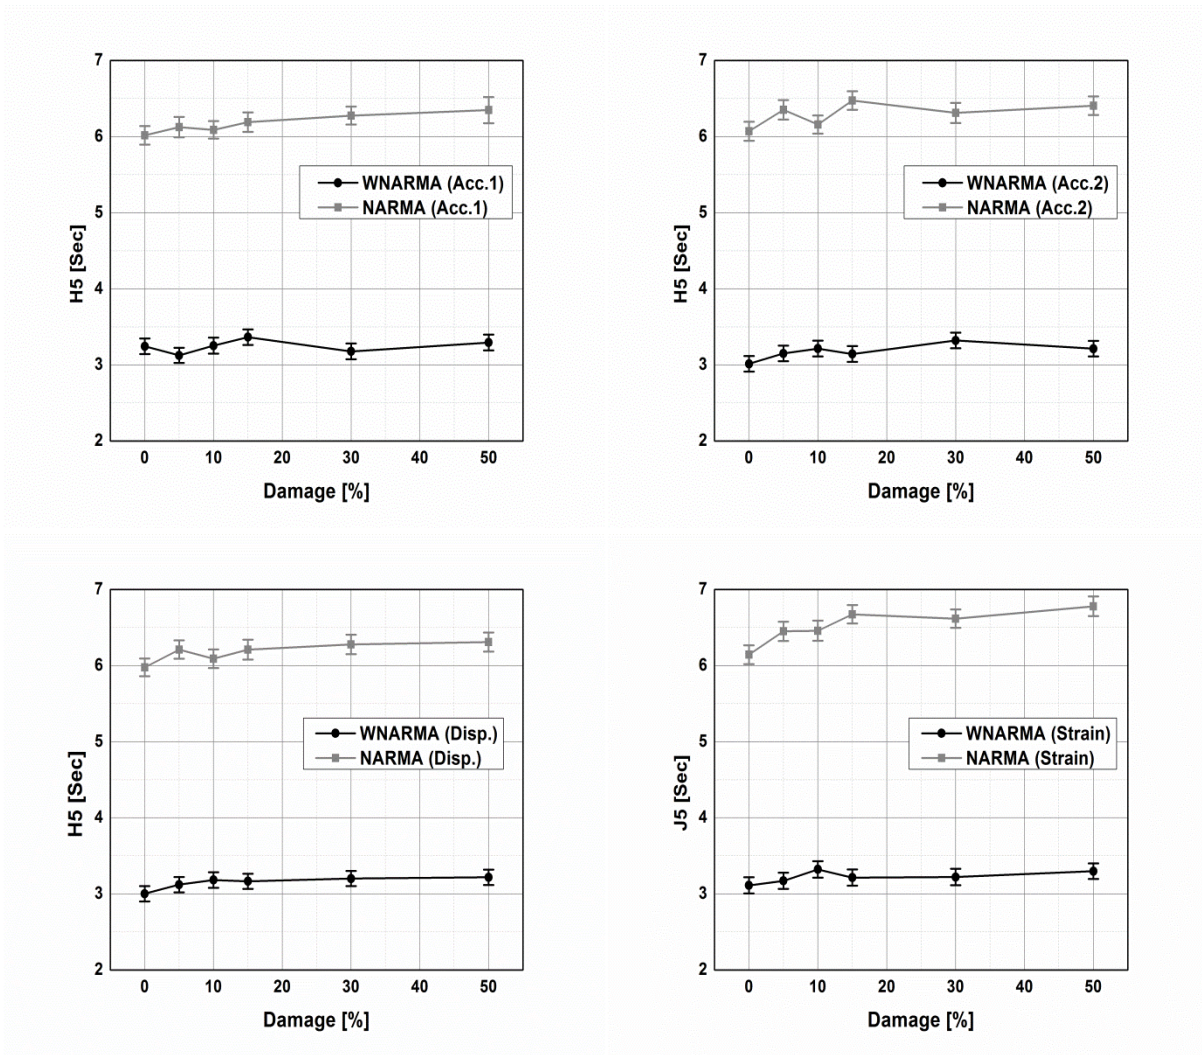 7
6
5
4
3
2
H5 [Sec]
WNARMA (Acc.1)
NARMA (Acc.1)
0 10 20 30 40 50
Damage [%]
7
6
5
4
3
2
H5 [Sec]
WNARMA (Acc.2)
NARMA (Acc.2)
0 10 20 30 40 50
Damage [%]
7
6
5
4
3
2
H5 [Sec]
WNARMA (Disp.)
NARMA (Disp.)
0 10 20 30 40 50
Damage [%]
7
6
5
4
3
2
J5 [Sec]
WNARMA (Strain)
NARMA (Strain)
0 10 20 30 40 50
Damage [%]